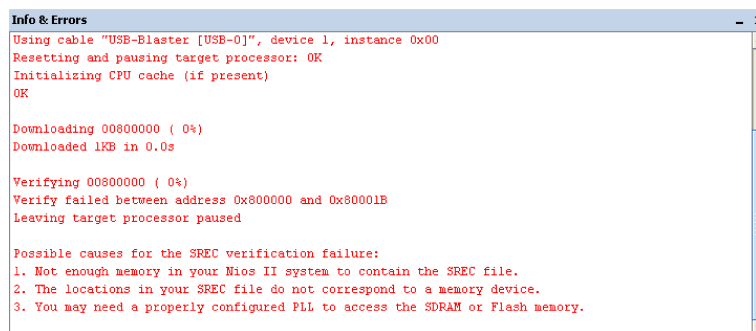 Info & Errors
Using cable "USB-Blaster [USB-0]", device 1, instance 0x00
Resetting and pausing target processor: OK
Initializing CPU cache (if present)
OK
Downloading 00800000 ( 0%)
Downloaded 1KB in 0.0s
Verifying 00800000 ( 0%)
Verify failed between address 0x800000 and 0x80001B
Leaving target processor paused
Possible causes for the SREC verification failure:
1. Not enough memory in your Nios II system to contain the SREC file.
2. The locations in your SREC file do not correspond to a memory device.
3. You may need a properly configured PLL to access the SDRAM or Flash memory.